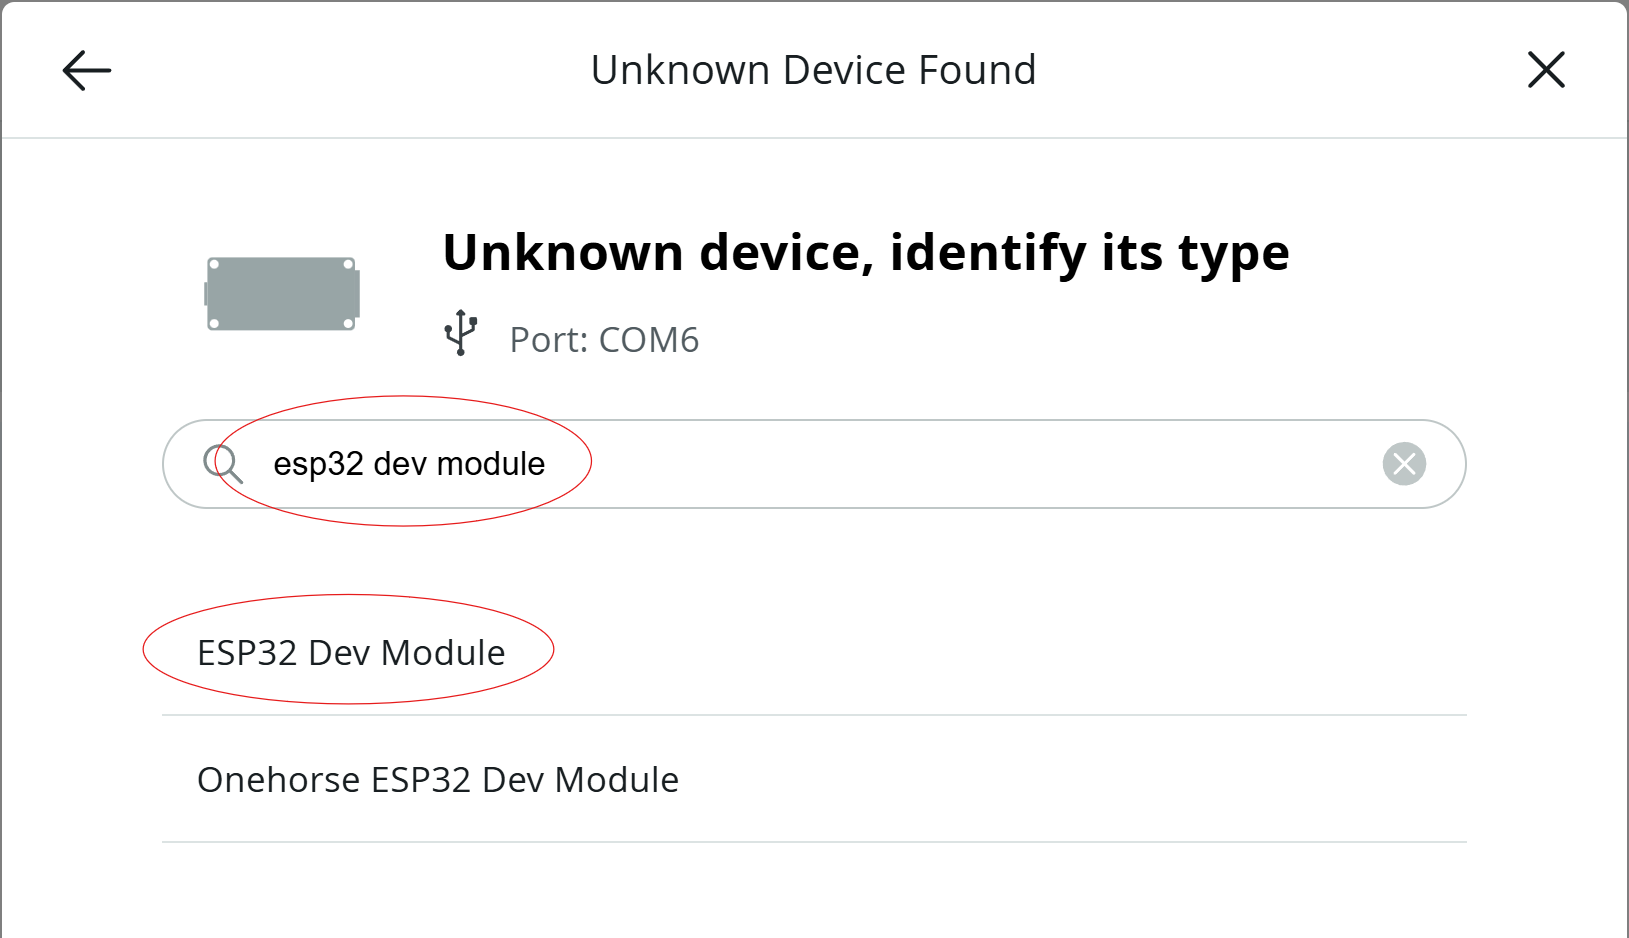 Unknown Device Found
Unknown device, identify its type
Port: COM6
esp32 dev module
ESP32 Dev Module
Onehorse ESP32 Dev Module